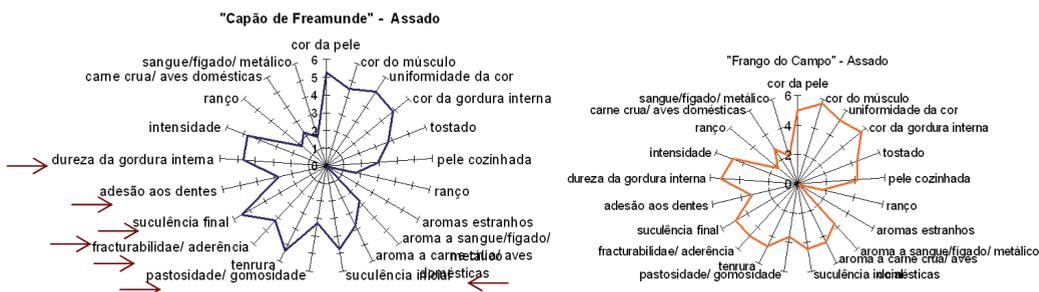 "Capão de Freamunde" - Assado
cor da pele
cor do músculo
uniformidade da cor
cor da gordura interna
tostado
pele cozinhada
ranço
aromas estranhos
aroma a sangue/fígado/
metálico
aroma a carne crua/ aves
domésticas
suculência inicial
pastosidade/ gomosidade
tenrura
fracturabilidae/ aderência
suculência final
adesão aos dentes
dureza da gordura interna
intensidade
ranço
carne crua/ aves domésticas
sangue/fígado/ metálico
6
5
4
3
2
1
0
"Frango do Campo" - Assado
cor da pele
cor do músculo
uniformidade da cor
cor da gordura interna
tostado
pele cozinhada
ranço
aromas estranhos
aroma a sangue/fígado/ metálico
aroma a carne crua/ aves
domésticas
suculência inicial
pastosidade/ gomosidade
tenrura
fracturabilidae/ aderência
suculência final
adesão aos dentes
dureza da gordura interna
intensidade
ranço
carne crua/ aves domésticas
sangue/fígado/ metálico
6
4
2
0